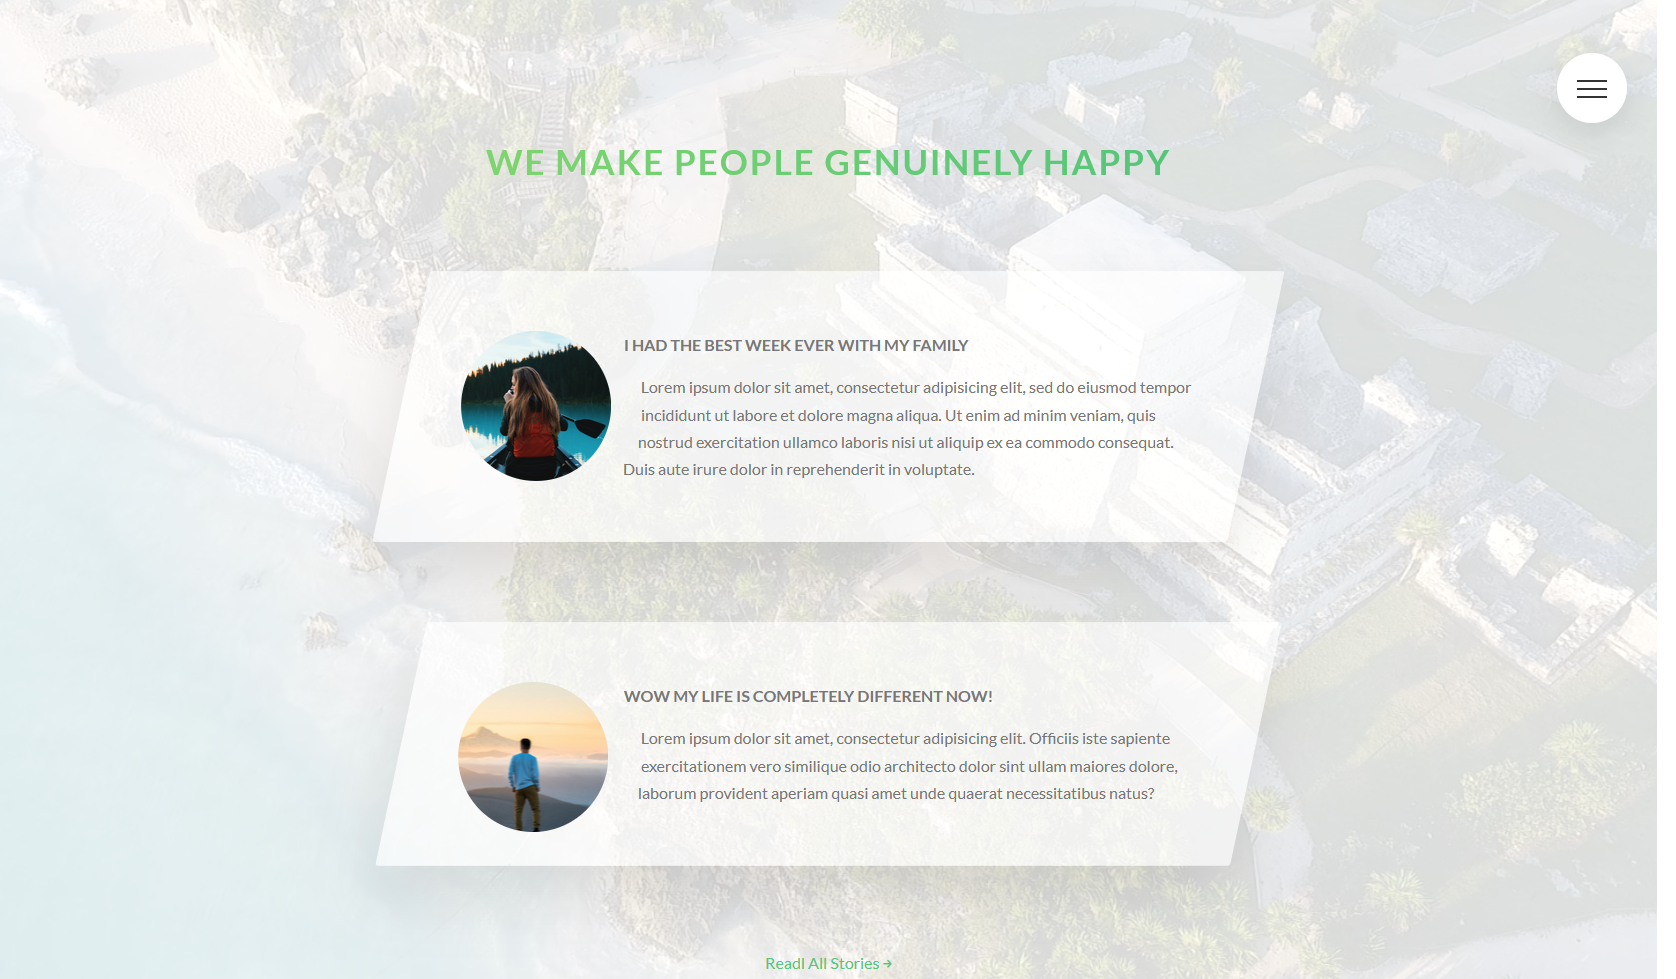 WE MAKE PEOPLE GENUINELY HAPPY
I HAD THE BEST WEEK EVER WITH MY FAMILY
Lorem ipsum dolor sit amet, consectetur adipisicing elit, sed do eiusmod tempor
incididunt ut labore et dolore magna aliqua. Ut enim ad minim veniam, quis
nostrud exercitation ullamco laboris nisi ut aliquip ex ea commodo consequat.
Duis aute irure dolor in reprehenderit in voluptate.
WOW MY LIFE IS COMPLETELY DIFFERENT NOW!
Lorem ipsum dolor sit amet, consectetur adipisicing elit. Officiis iste sapiente
exercitationem vero similique odio architecto dolor sint ullam maiores dolore,
laborum provident aperiam quasi amet unde quaerat necessitatibus natus?
Readl All Stories →